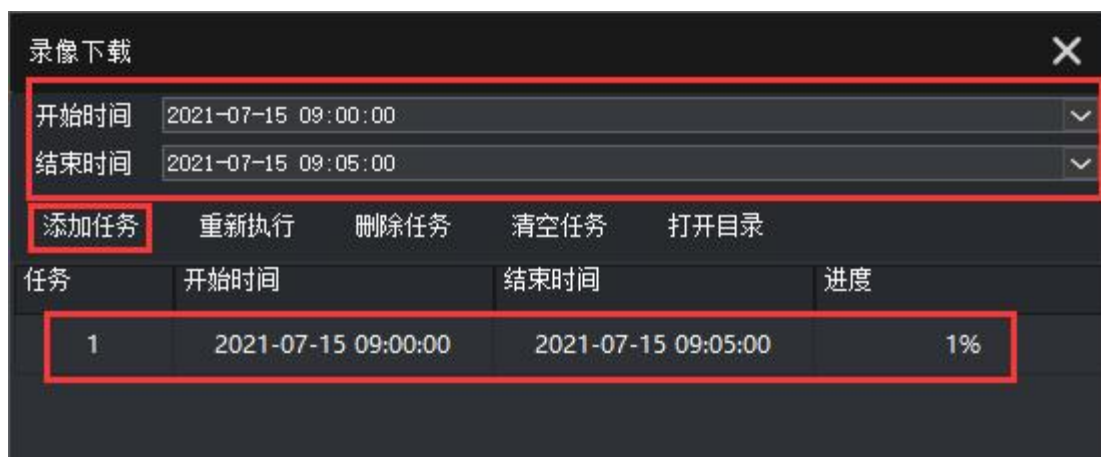 录像下载
开始时间 2021-07-15 09:00:00
结束时间 2021-07-15 09:05:00
添加任务 重新执行 删除任务 清空任务 打开目录
任务 开始时间 结束时间 进度
1 2021-07-15 09:00:00 2021-07-15 09:05:00 1%